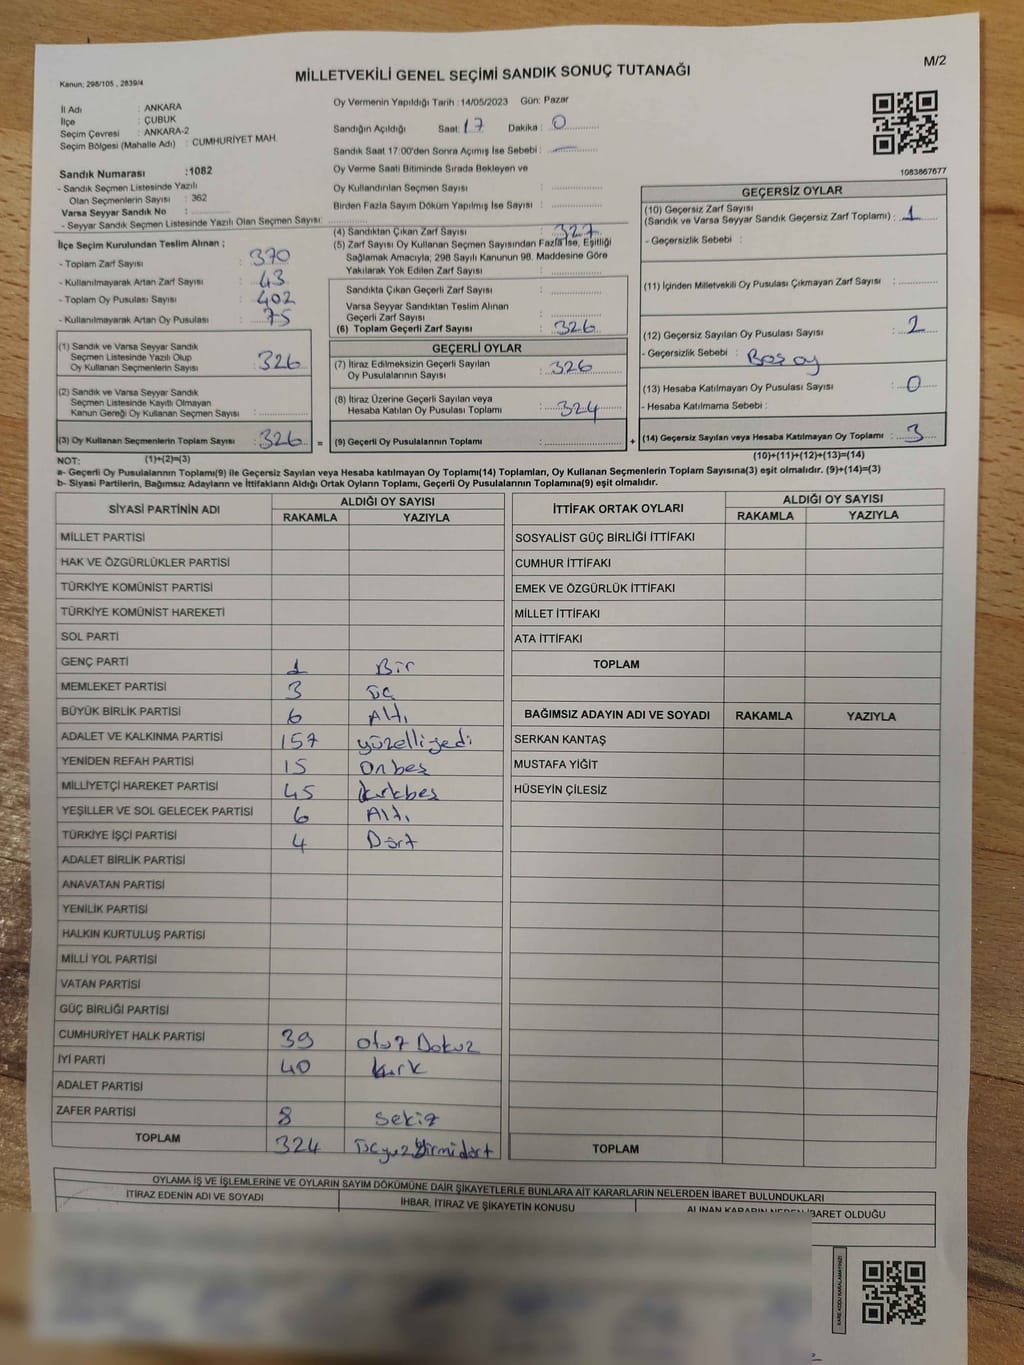 M/2
MİLLETVEKİLİ GENEL SEÇİMİ SANDIK SONUÇ TUTANAĞI
Kanun: 298/105 , 2839/4
İl Adı : ANKARA
İlçe : ÇUBUK
Seçim Çevresi : ANKARA-2
Seçim Bölgesi (Mahalle Adı) : CUMHURİYET MAH.
Sandık Numarası :1082
- Sandık Seçmen Listesinde Yazılı
Olan Seçmenlerin Sayısı : 362
Varsa Seyyar Sandık No :
- Seyyar Sandık Seçmen Listesinde Yazılı Olan Seçmen Sayısı:
İlçe Seçim Kurulundan Teslim Alınan ;
- Toplam Zarf Sayısı : 370
- Kullanılmayarak Artan Zarf Sayısı : 43
- Toplam Oy Pusulası Sayısı : 402
- Kullanılmayarak Artan Oy Pusulası : 75
(1) Sandık ve Varsa Seyyar Sandık
Seçmen Listesinde Yazılı Olup
Oy Kullanan Seçmenlerin Sayısı : 326
(2) Sandık ve Varsa Seyyar Sandık
Seçmen Listesinde Kayıtlı Olmayan
Kanun Gereği Oy Kullanan Seçmen Sayısı :
(3) Oy Kullanan Seçmenlerin Toplam Sayısı : 326 =
(1)+(2)=(3)
Oy Vermenin Yapıldığı Tarih :14/05/2023 Gün: Pazar
Sandığın Açıldığı Saat: 17 Dakika : 0
Sandık Saat 17:00'den Sonra Açımış İse Sebebi : —
Oy Verme Saati Bitiminde Sırada Bekleyen ve
Oy Kullandırılan Seçmen Sayısı :
Birden Fazla Sayım Döküm Yapılmış İse Sayısı :
(4) Sandıktan Çıkan Zarf Sayısı : 327
(5) Zarf Sayısı Oy Kullanan Seçmen Sayısından Fazla İse, Eşitliği
Sağlamak Amacıyla; 298 Sayılı Kanunun 98. Maddesine Göre
Yakılarak Yok Edilen Zarf Sayısı :
Sandıkta Çıkan Geçerli Zarf Sayısı :
Varsa Seyyar Sandıktan Teslim Alınan
Geçerli Zarf Sayısı :
(6) Toplam Geçerli Zarf Sayısı : 326
GEÇERLİ OYLAR
(7) İtiraz Edilmeksizin Geçerli Sayılan
Oy Pusulalarının Sayısı : 326
(8) İtiraz Üzerine Geçerli Sayılan veya
Hesaba Katılan Oy Pusulası Toplamı : 324
(9) Geçerli Oy Pusulalarının Toplamı : +
1083867677
GEÇERSİZ OYLAR
(10) Geçersiz Zarf Sayısı
(Sandık ve Varsa Seyyar Sandık Geçersiz Zarf Toplamı) : 1
- Geçersizlik Sebebi :
(11) İçinden Milletvekili Oy Pusulası Çıkmayan Zarf Sayısı :
(12) Geçersiz Sayılan Oy Pusulası Sayısı : 2
- Geçersizlik Sebebi : Boş oy
(13) Hesaba Katılmayan Oy Pusulası Sayısı : 0
- Hesaba Katılmama Sebebi :
(14) Geçersiz Sayılan veya Hesaba Katılmayan Oy Toplamı : 3
(10)+(11)+(12)+(13)=(14)
NOT:
a- Geçerli Oy Pusulalarının Toplamı(9) ile Geçersiz Sayılan veya Hesaba katılmayan Oy Toplamı(14) Toplamları, Oy Kullanan Seçmenlerin Toplam Sayısına(3) eşit olmalıdır. (9)+(14)=(3)
b- Siyasi Partilerin, Bağımsız Adayların ve İttifakların Aldığı Ortak Oyların Toplamı, Geçerli Oy Pusulalarının Toplamına(9) eşit olmalıdır.
SİYASİ PARTİNİN ADI ALDIĞI OY SAYISI
RAKAMLA YAZIYLA
MİLLET PARTİSİ
HAK VE ÖZGÜRLÜKLER PARTİSİ
TÜRKİYE KOMÜNİST PARTİSİ
TÜRKİYE KOMÜNİST HAREKETİ
SOL PARTİ
GENÇ PARTİ 1 Bir
MEMLEKET PARTİSİ 3 üç
BÜYÜK BİRLİK PARTİSİ 6 Altı
ADALET VE KALKINMA PARTİSİ 157 yüzelliyedi
YENİDEN REFAH PARTİSİ 15 Onbeş
MİLLİYETÇİ HAREKET PARTİSİ 45 kırkbeş
YEŞİLLER VE SOL GELECEK PARTİSİ 6 Altı
TÜRKİYE İŞÇİ PARTİSİ 4 Dört
ADALET BİRLİK PARTİSİ
ANAVATAN PARTİSİ
YENİLİK PARTİSİ
HALKIN KURTULUŞ PARTİSİ
MİLLİ YOL PARTİSİ
VATAN PARTİSİ
GÜÇ BİRLİĞİ PARTİSİ
CUMHURİYET HALK PARTİSİ 39 otuz Dokuz
İYİ PARTİ 40 kırk
ADALET PARTİSİ
ZAFER PARTİSİ 8 Sekiz
TOPLAM 324 üçyüz Yirmidört
İTTİFAK ORTAK OYLARI ALDIĞI OY SAYISI
RAKAMLA YAZIYLA
SOSYALİST GÜÇ BİRLİĞİ İTTİFAKI
CUMHUR İTTİFAKI
EMEK VE ÖZGÜRLÜK İTTİFAKI
MİLLET İTTİFAKI
ATA İTTİFAKI
TOPLAM
BAĞIMSIZ ADAYIN ADI VE SOYADI RAKAMLA YAZIYLA
SERKAN KANTAŞ
MUSTAFA YİĞİT
HÜSEYİN ÇİLESİZ
TOPLAM
OYLAMA İŞ VE İŞLEMLERİNE VE OYLARIN SAYIM DÖKÜMÜNE DAİR ŞİKAYETLERLE BUNLARA AİT KARARLARIN NELERDEN İBARET BULUNDUKLARI
İTİRAZ EDENİN ADI VE SOYADI İHBAR, İTİRAZ VE ŞİKAYETİN KONUSU ALINAN KARARIN NEDEN İBARET OLDUĞU
KARE KODU KARALAMAYINIZ!